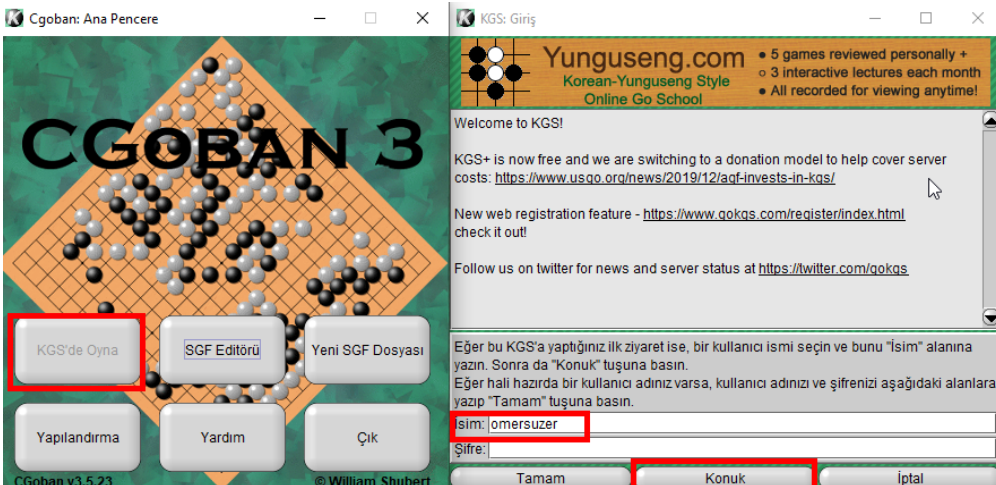 Cgoban: Ana Pencere
CGOBAN 3
KGS'de Oyna
SGF Editörü
Yeni SGF Dosyası
Yapılandırma
Yardım
Çık
CGoban v3.5.23
© William Shubert
KGS: Giriş
Yunguseng.com
Korean-Yunguseng Style
Online Go School
● 5 games reviewed personally +
○ 3 interactive lectures each month
● All recorded for viewing anytime!
Welcome to KGS!
KGS+ is now free and we are switching to a donation model to help cover server
costs: https://www.usgo.org/news/2019/12/agf-invests-in-kgs/
New web registration feature - https://www.gokgs.com/register/index.html
check it out!
Follow us on twitter for news and server status at https://twitter.com/gokgs
Eğer bu KGS'a yaptığınız ilk ziyaret ise, bir kullanıcı ismi seçin ve bunu "İsim" alanına
yazın. Sonra da "Konuk" tuşuna basın.
Eğer hali hazırda bir kullanıcı adınız varsa, kullanıcı adınızı ve şifrenizi aşağıdaki alanlara
yazıp "Tamam" tuşuna basın.
İsim: omersuzer
Şifre:
Tamam
Konuk
İptal